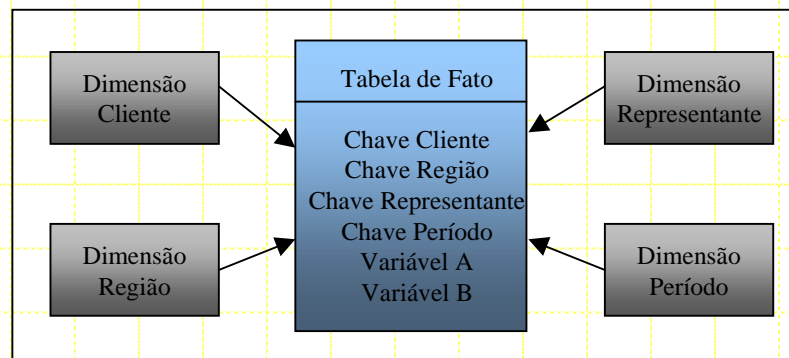 Dimensão
Cliente
Tabela de Fato
Dimensão
Representante
Chave Cliente
Chave Região
Chave Representante
Chave Período
Variável A
Variável B
Dimensão
Região
Dimensão
Período